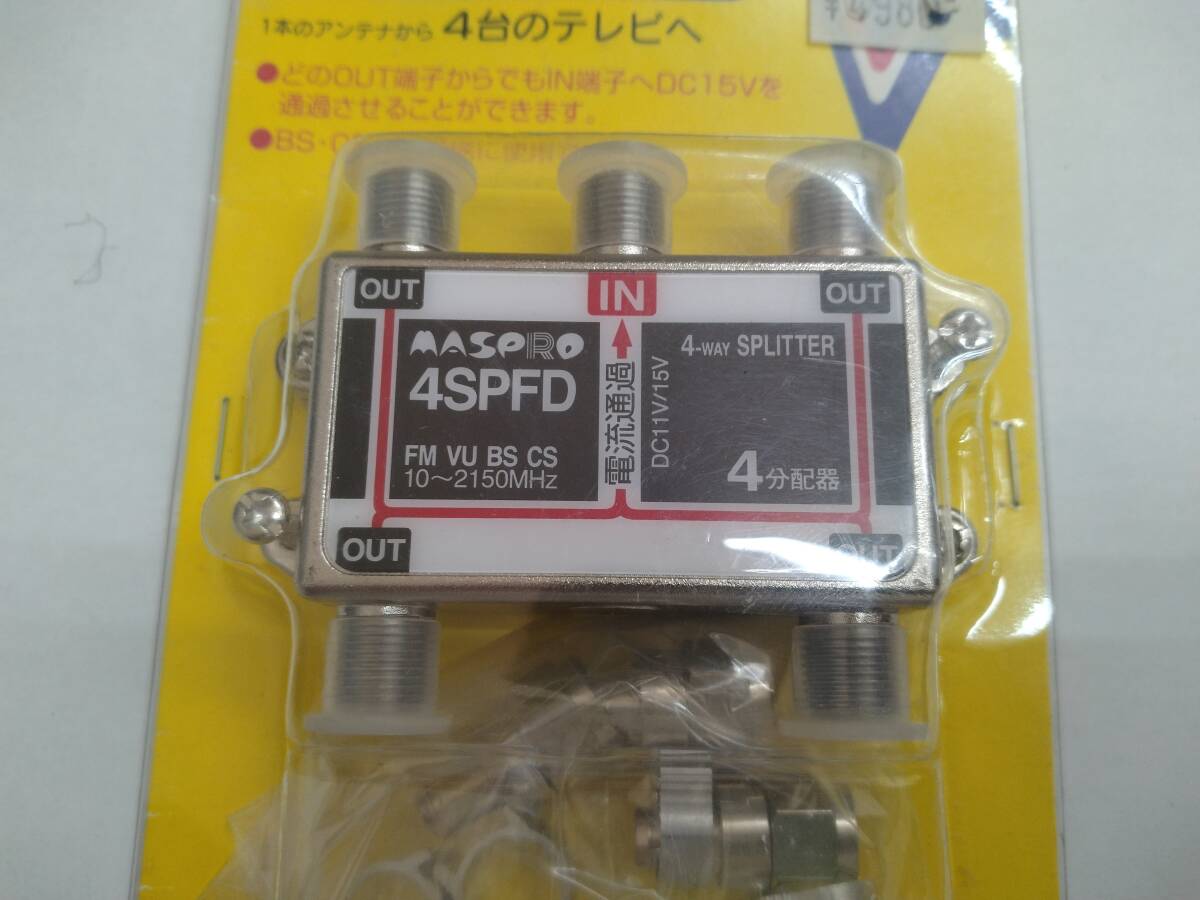 1本のアンテナから 4台のテレビへ
●どのOUT端子からでもIN端子へDC15Vを
通過させることができます。
●BS・C
に使用
OUT
IN
OUT
MASPRO
4SPFD
FM VU BS CS
10～2150MHz
電流通過
DC11V/15V
4-WAY SPLITTER
4分配器
OUT
OUT